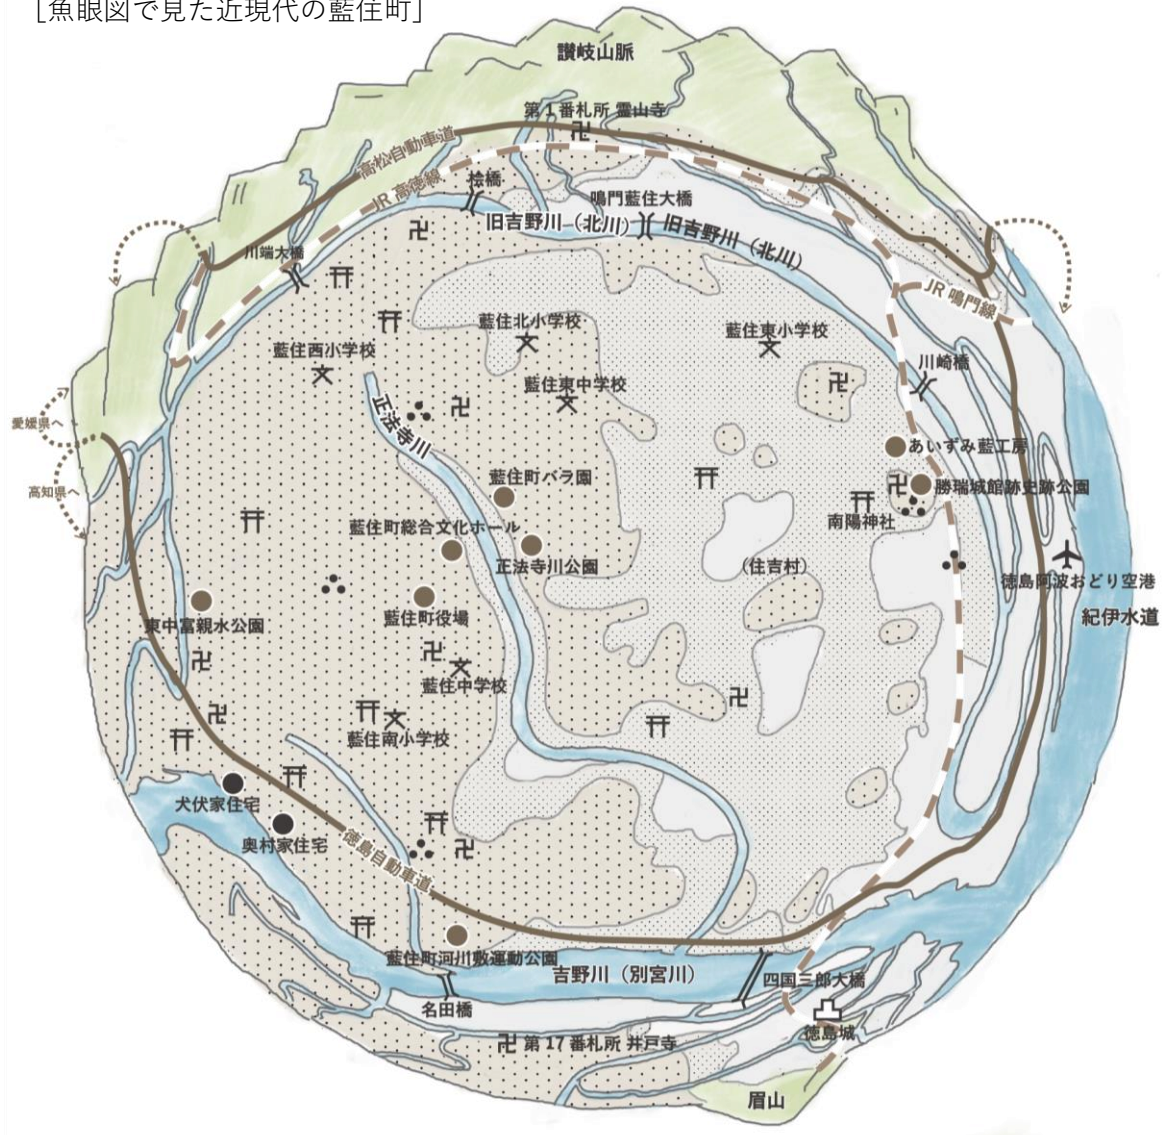 ［魚眼図で見た近現代の藍住町］
讃岐山脈
第1番札所 霊山寺
高松自動車道
JR 高徳線
桧橋
鳴門藍住大橋
旧吉野川（北川）
旧吉野川（北川）
川端大橋
JR 鳴門線
藍住北小学校
藍住東小学校
藍住西小学校
川崎橋
藍住東中学校
正法寺川
愛媛県へ
あいずみ藍工房
藍住町バラ園
勝瑞城館跡史跡公園
高知県へ
南陽神社
藍住町総合文化ホール
正法寺川公園
（住吉村）
徳島阿波おどり空港
藍住町役場
紀伊水道
東中富親水公園
藍住中学校
藍住南小学校
犬伏家住宅
奥村家住宅
徳島自動車道
藍住町河川敷運動公園
吉野川（別宮川）
四国三郎大橋
名田橋
徳島城
第17番札所 井戸寺
眉山